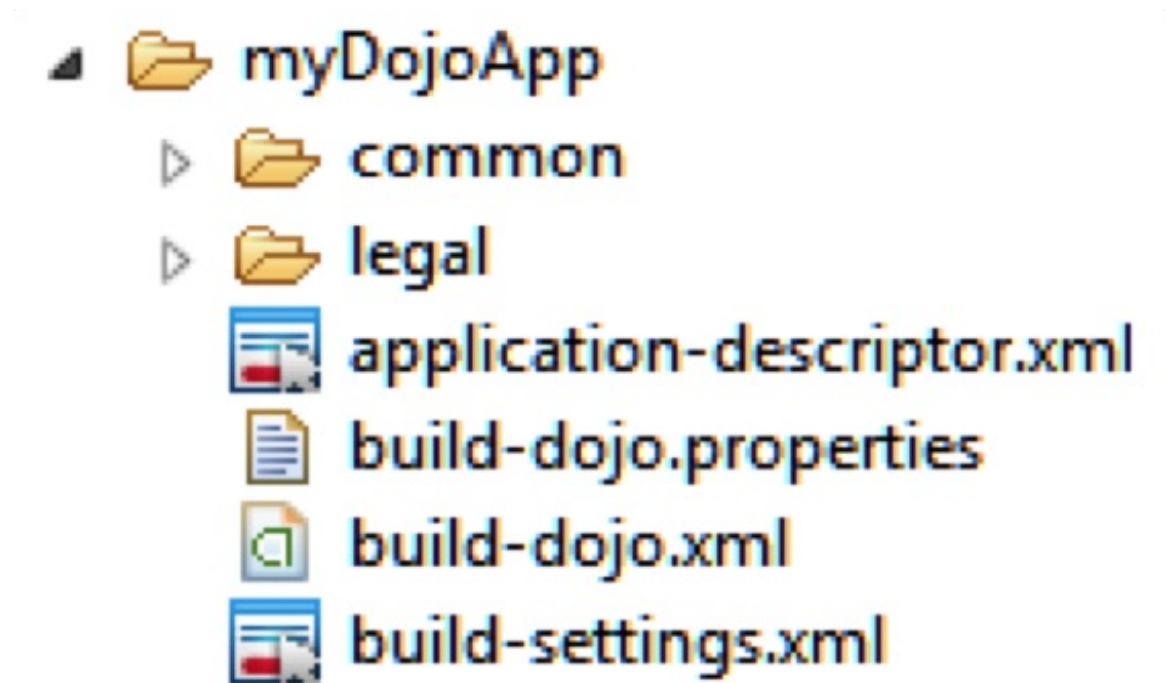 myDojoApp
common
legal
application-descriptor.xml
build-dojo.properties
build-dojo.xml
build-settings.xml